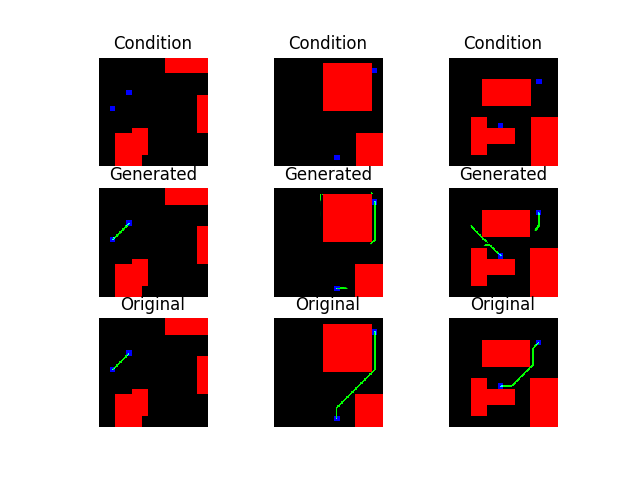 Condition Condition Condition
Generated Generated Generated
Original Original Original